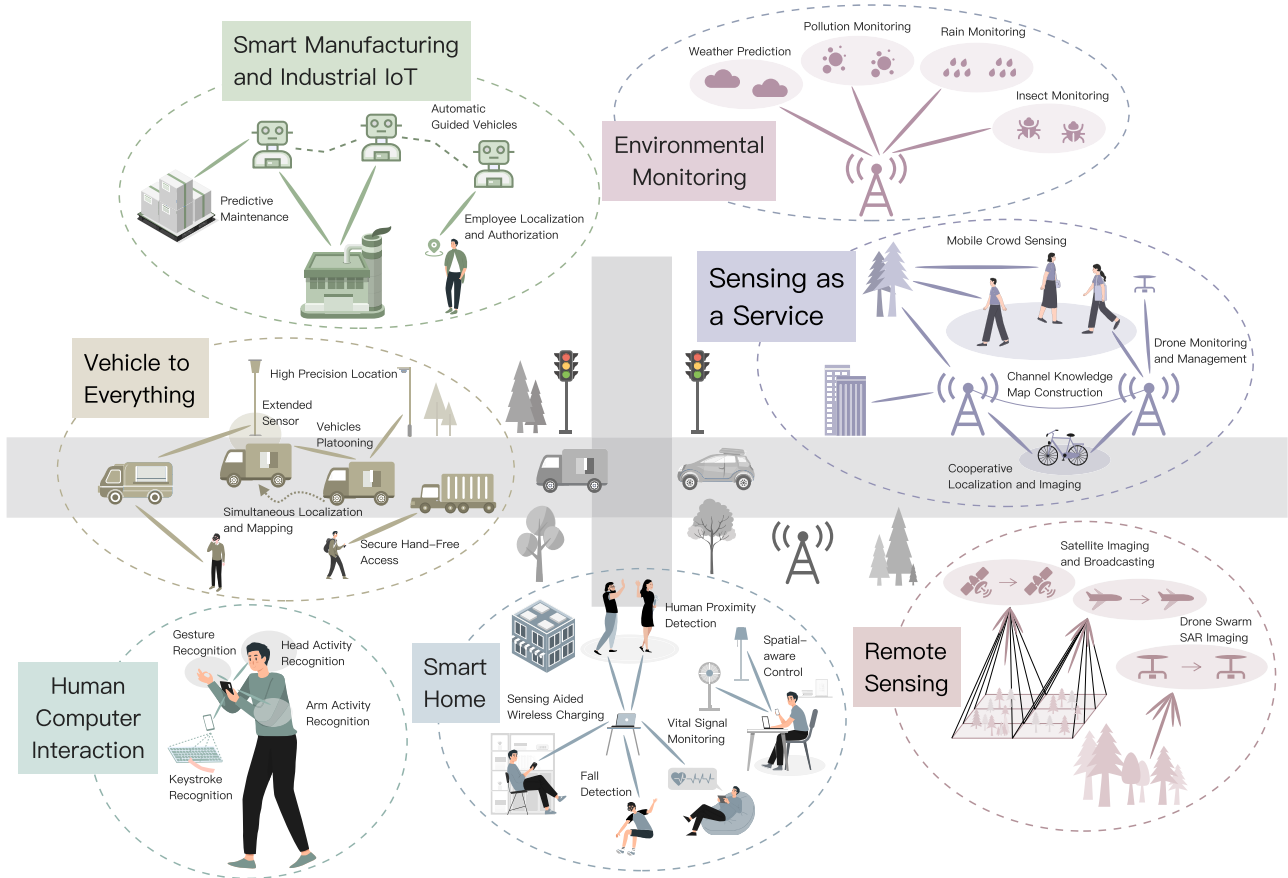 Smart Manufacturing
and Industrial IoT
Automatic
Guided Vehicles
Predictive
Maintenance
Employee Localization
and Authorization
Environmental
Monitoring
Weather Prediction
Pollution Monitoring
Rain Monitoring
Insect Monitoring
Sensing as
a Service
Mobile Crowd Sensing
Drone Monitoring
and Management
Channel Knowledge
Map Construction
Cooperative
Localization and Imaging
Vehicle to
Everything
High Precision Location
Extended
Sensor
Vehicles
Platooning
Simultaneous Localization
and Mapping
Secure Hand-Free
Access
Human
Computer
Interaction
Gesture
Recognition
Head Activity
Recognition
Arm Activity
Recognition
Keystroke
Recognition
Smart
Home
Human Proximity
Detection
Spatial-
aware
Control
Sensing Aided
Wireless Charging
Vital Signal
Monitoring
Fall
Detection
Remote
Sensing
Satellite Imaging
and Broadcasting
Drone Swarm
SAR Imaging